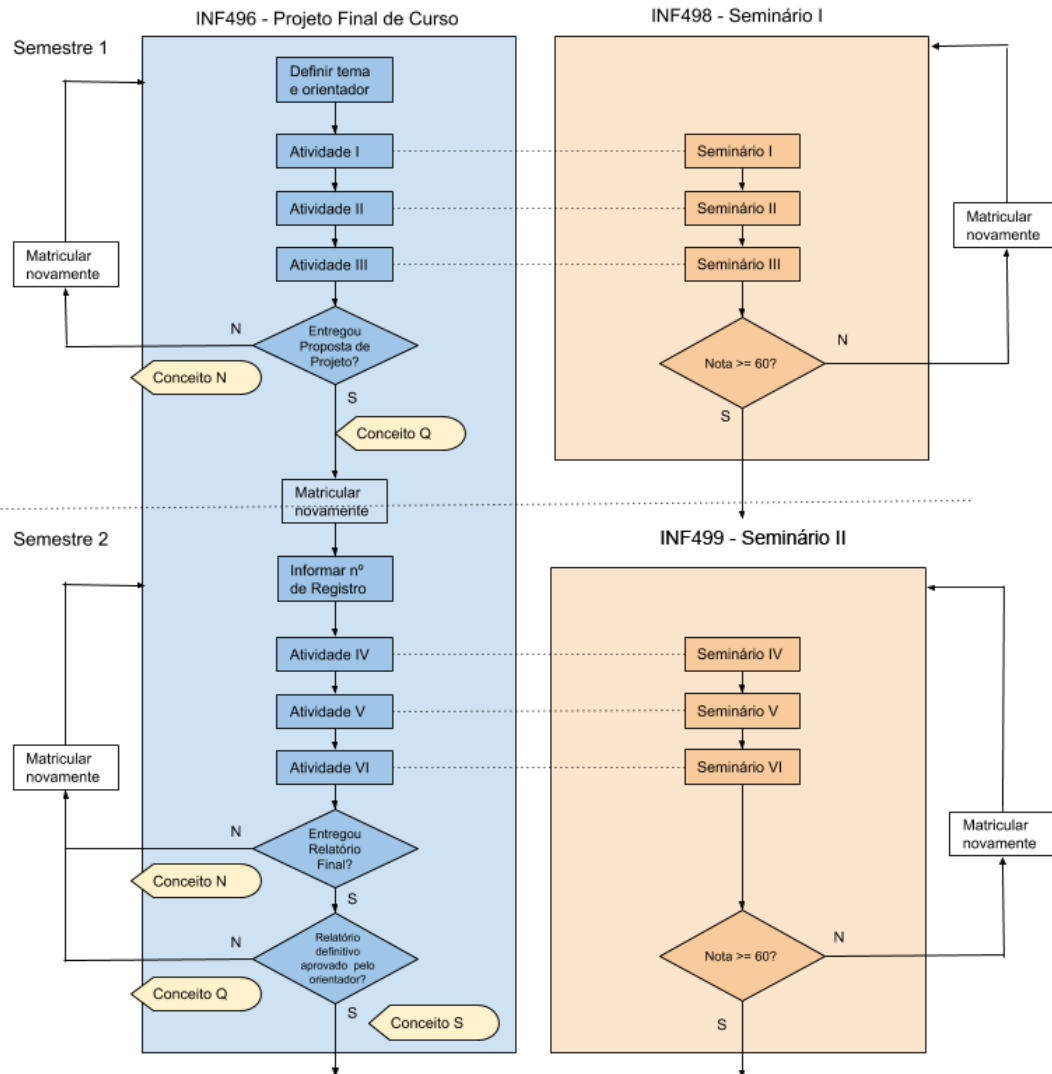 INF496 - Projeto Final de Curso
INF498 - Seminário I
Semestre 1
Definir tema
e orientador
Atividade I
Seminário I
Atividade II
Seminário II
Matricular
novamente
Matricular
novamente
Atividade III
Seminário III
N
Entregou
Proposta de
Projeto?
N
Nota >= 60?
Conceito N
S
S
Conceito Q
Matricular
novamente
Semestre 2
INF499 - Seminário II
Informar nº
de Registro
Atividade IV
Seminário IV
Atividade V
Seminário V
Matricular
novamente
Atividade VI
Seminário VI
Matricular
novamente
N
Entregou
Relatório
Final?
Conceito N
S
N
Relatório
definitivo
aprovado pelo
orientador?
N
Nota >= 60?
Conceito Q
S
Conceito S
S